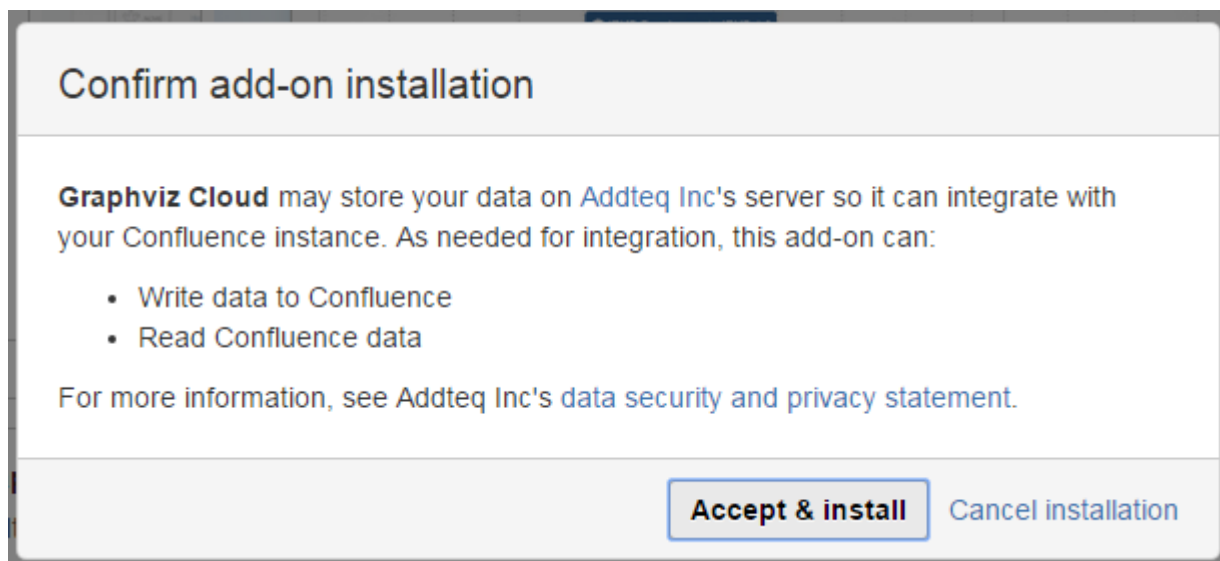 Confirm add-on installation
Graphviz Cloud may store your data on Addteq Inc's server so it can integrate with
your Confluence instance. As needed for integration, this add-on can:
• Write data to Confluence
• Read Confluence data
For more information, see Addteq Inc's data security and privacy statement.
Accept & install Cancel installation